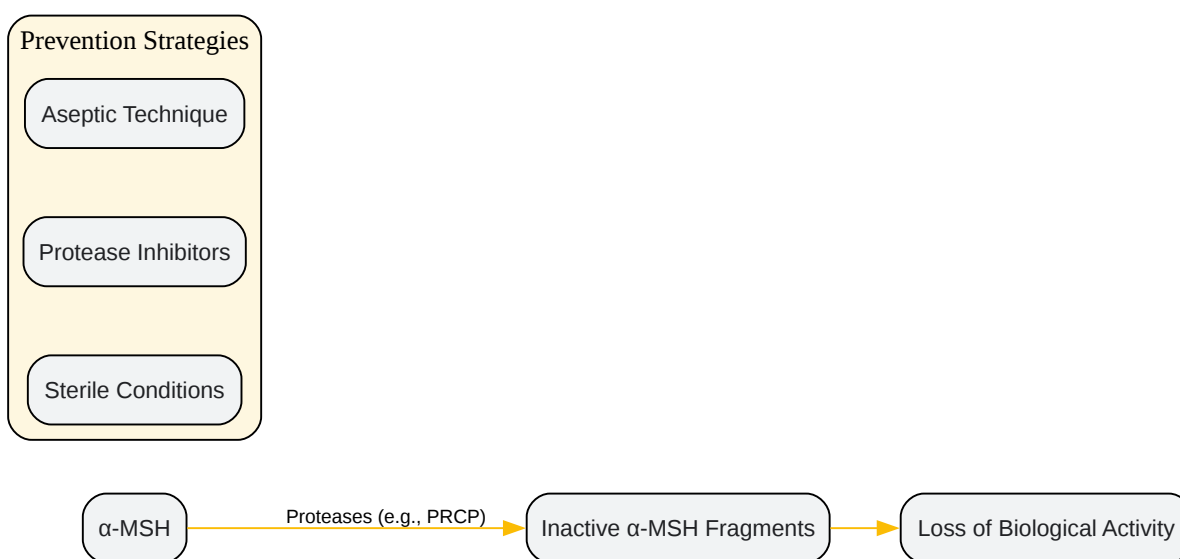 Prevention Strategies
Aseptic Technique
Protease Inhibitors
Sterile Conditions
α-MSH
Proteases (e.g., PRCP)
Inactive α-MSH Fragments
Loss of Biological Activity